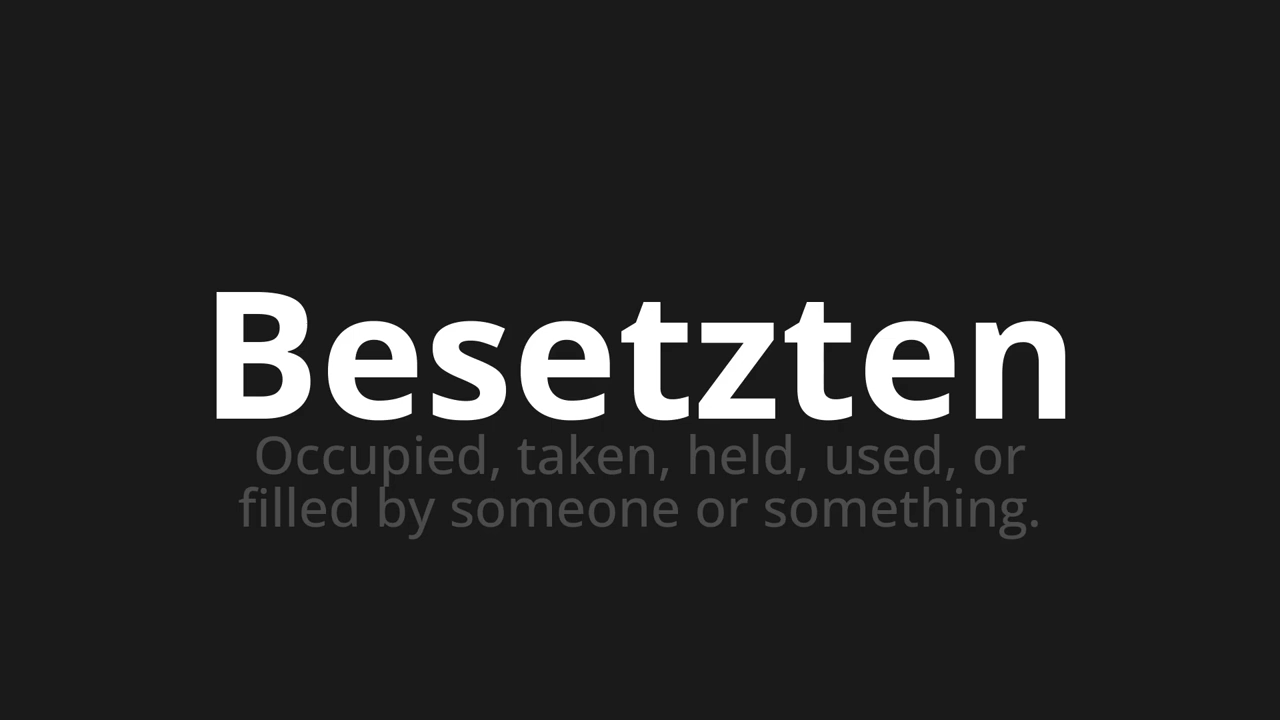 Besetzten
Occupied, taken, held, used, or
filled by someone or something.